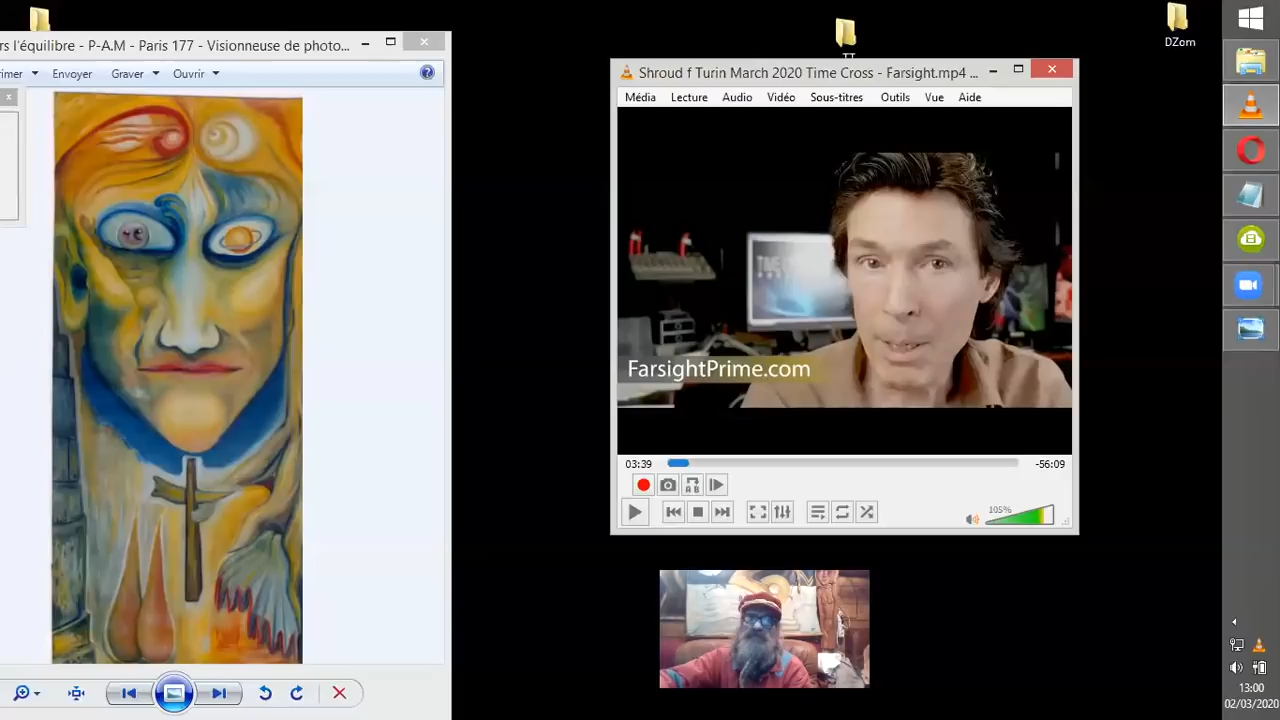 rs l'équilibre - P-A-M - Paris 177 - Visionneuse de photo...
imer Envoyer Graver Ouvrir
DZom
Shroud f Turin March 2020 Time Cross - Farsight.mp4 ...
Média Lecture Audio Vidéo Sous-titres Outils Vue Aide
FarsightPrime.com
03:39 -56:09
105%
13:00
02/03/2020